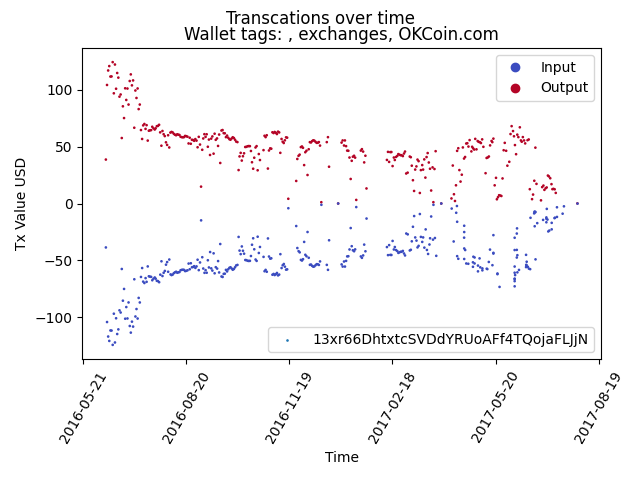 Transcations over time
Wallet tags: , exchanges, OKCoin.com
Input
Output
Tx Value USD
100
50
0
−50
−100
13xr66DhtxtcSVDdYRUoAFf4TQojaFLJjN
2016-05-21
2016-08-20
2016-11-19
2017-02-18
2017-05-20
2017-08-19
Time